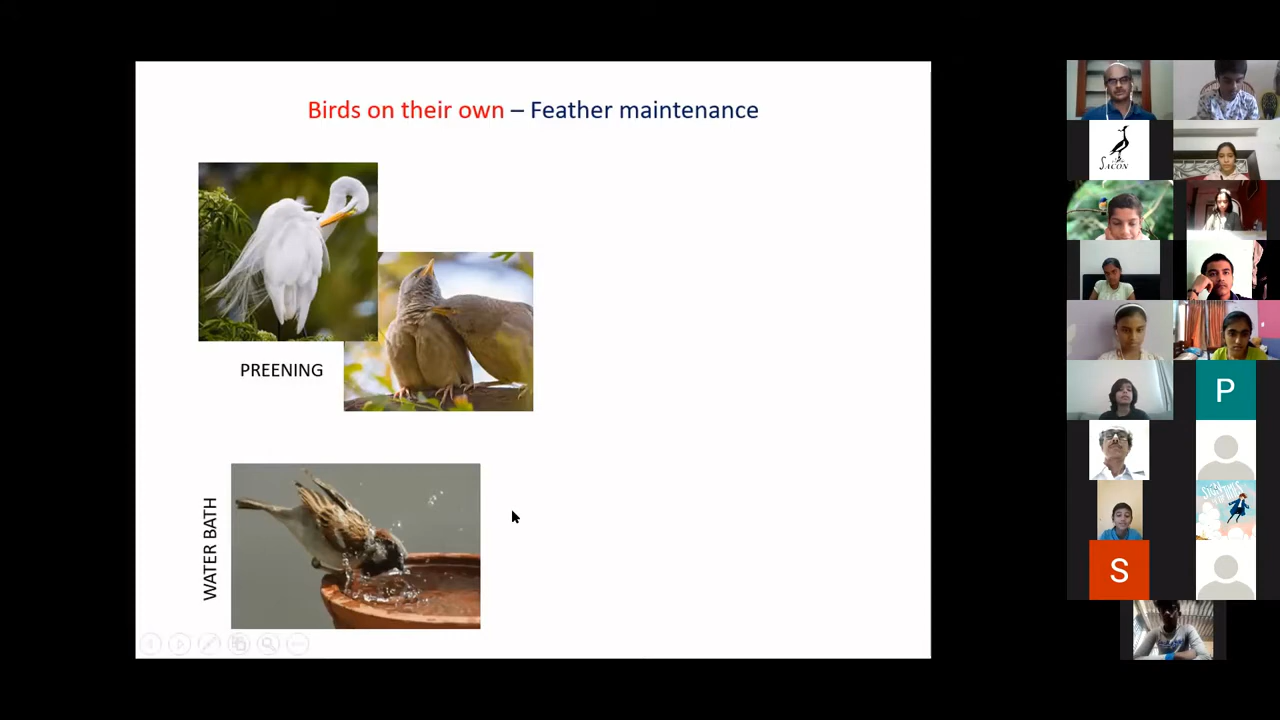 Birds on their own – Feather maintenance
PREENING
WATER BATH
SACON
P
S